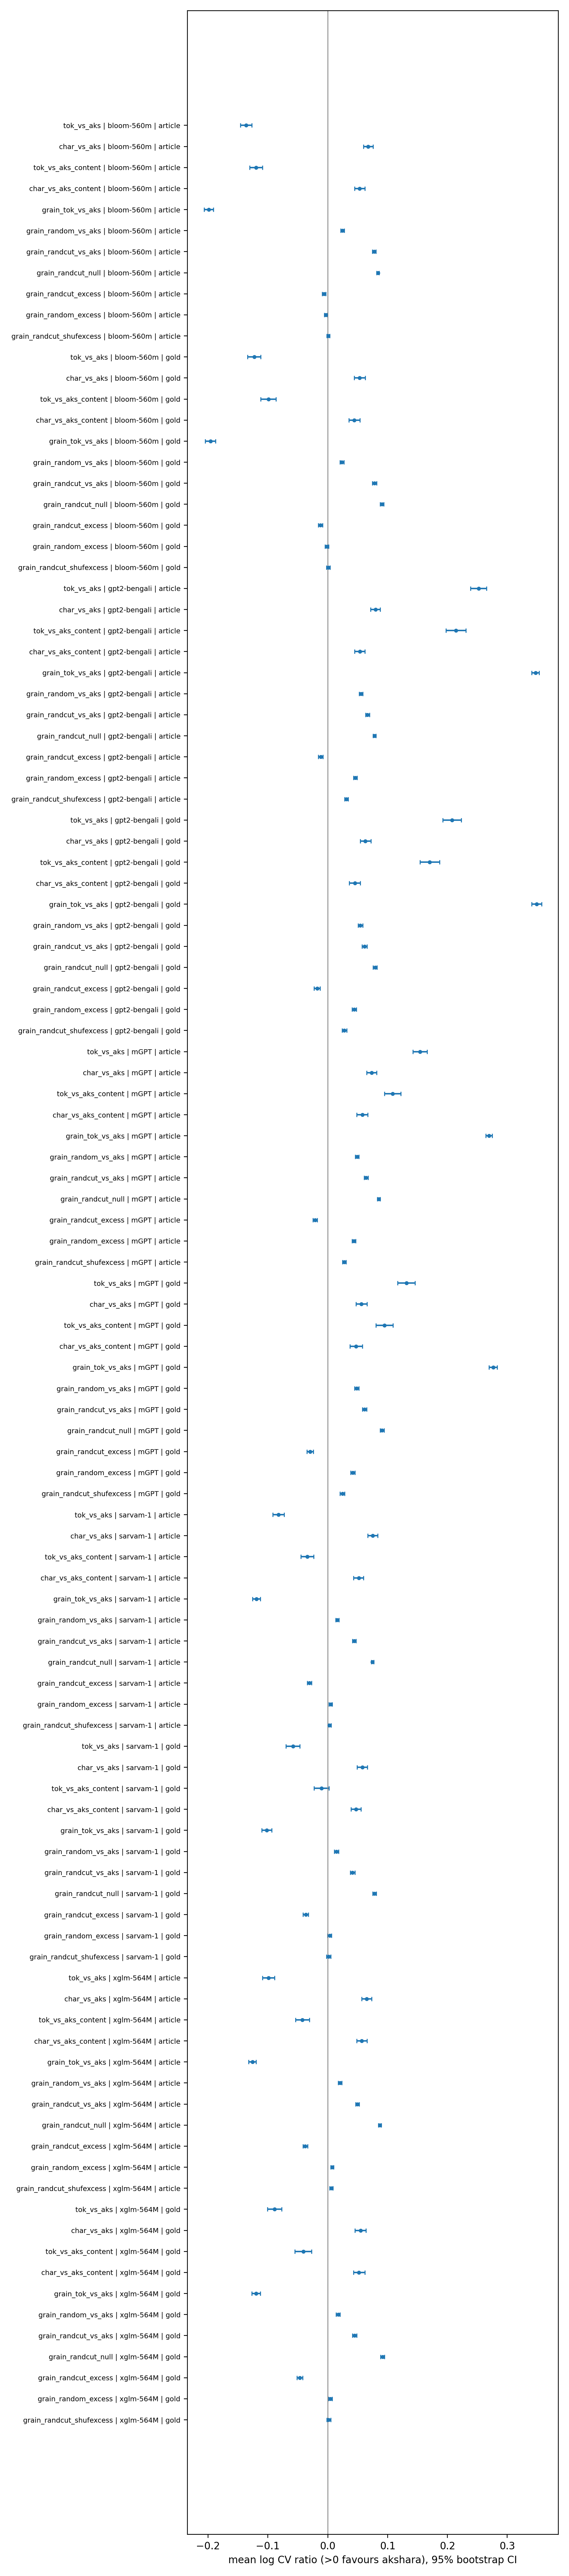 tok_vs_aks | bloom-560m | article
char_vs_aks | bloom-560m | article
tok_vs_aks_content | bloom-560m | article
char_vs_aks_content | bloom-560m | article
grain_tok_vs_aks | bloom-560m | article
grain_random_vs_aks | bloom-560m | article
grain_randcut_vs_aks | bloom-560m | article
grain_randcut_null | bloom-560m | article
grain_randcut_excess | bloom-560m | article
grain_random_excess | bloom-560m | article
grain_randcut_shufexcess | bloom-560m | article
tok_vs_aks | bloom-560m | gold
char_vs_aks | bloom-560m | gold
tok_vs_aks_content | bloom-560m | gold
char_vs_aks_content | bloom-560m | gold
grain_tok_vs_aks | bloom-560m | gold
grain_random_vs_aks | bloom-560m | gold
grain_randcut_vs_aks | bloom-560m | gold
grain_randcut_null | bloom-560m | gold
grain_randcut_excess | bloom-560m | gold
grain_random_excess | bloom-560m | gold
grain_randcut_shufexcess | bloom-560m | gold
tok_vs_aks | gpt2-bengali | article
char_vs_aks | gpt2-bengali | article
tok_vs_aks_content | gpt2-bengali | article
char_vs_aks_content | gpt2-bengali | article
grain_tok_vs_aks | gpt2-bengali | article
grain_random_vs_aks | gpt2-bengali | article
grain_randcut_vs_aks | gpt2-bengali | article
grain_randcut_null | gpt2-bengali | article
grain_randcut_excess | gpt2-bengali | article
grain_random_excess | gpt2-bengali | article
grain_randcut_shufexcess | gpt2-bengali | article
tok_vs_aks | gpt2-bengali | gold
char_vs_aks | gpt2-bengali | gold
tok_vs_aks_content | gpt2-bengali | gold
char_vs_aks_content | gpt2-bengali | gold
grain_tok_vs_aks | gpt2-bengali | gold
grain_random_vs_aks | gpt2-bengali | gold
grain_randcut_vs_aks | gpt2-bengali | gold
grain_randcut_null | gpt2-bengali | gold
grain_randcut_excess | gpt2-bengali | gold
grain_random_excess | gpt2-bengali | gold
grain_randcut_shufexcess | gpt2-bengali | gold
tok_vs_aks | mGPT | article
char_vs_aks | mGPT | article
tok_vs_aks_content | mGPT | article
char_vs_aks_content | mGPT | article
grain_tok_vs_aks | mGPT | article
grain_random_vs_aks | mGPT | article
grain_randcut_vs_aks | mGPT | article
grain_randcut_null | mGPT | article
grain_randcut_excess | mGPT | article
grain_random_excess | mGPT | article
grain_randcut_shufexcess | mGPT | article
tok_vs_aks | mGPT | gold
char_vs_aks | mGPT | gold
tok_vs_aks_content | mGPT | gold
char_vs_aks_content | mGPT | gold
grain_tok_vs_aks | mGPT | gold
grain_random_vs_aks | mGPT | gold
grain_randcut_vs_aks | mGPT | gold
grain_randcut_null | mGPT | gold
grain_randcut_excess | mGPT | gold
grain_random_excess | mGPT | gold
grain_randcut_shufexcess | mGPT | gold
tok_vs_aks | sarvam-1 | article
char_vs_aks | sarvam-1 | article
tok_vs_aks_content | sarvam-1 | article
char_vs_aks_content | sarvam-1 | article
grain_tok_vs_aks | sarvam-1 | article
grain_random_vs_aks | sarvam-1 | article
grain_randcut_vs_aks | sarvam-1 | article
grain_randcut_null | sarvam-1 | article
grain_randcut_excess | sarvam-1 | article
grain_random_excess | sarvam-1 | article
grain_randcut_shufexcess | sarvam-1 | article
tok_vs_aks | sarvam-1 | gold
char_vs_aks | sarvam-1 | gold
tok_vs_aks_content | sarvam-1 | gold
char_vs_aks_content | sarvam-1 | gold
grain_tok_vs_aks | sarvam-1 | gold
grain_random_vs_aks | sarvam-1 | gold
grain_randcut_vs_aks | sarvam-1 | gold
grain_randcut_null | sarvam-1 | gold
grain_randcut_excess | sarvam-1 | gold
grain_random_excess | sarvam-1 | gold
grain_randcut_shufexcess | sarvam-1 | gold
tok_vs_aks | xglm-564M | article
char_vs_aks | xglm-564M | article
tok_vs_aks_content | xglm-564M | article
char_vs_aks_content | xglm-564M | article
grain_tok_vs_aks | xglm-564M | article
grain_random_vs_aks | xglm-564M | article
grain_randcut_vs_aks | xglm-564M | article
grain_randcut_null | xglm-564M | article
grain_randcut_excess | xglm-564M | article
grain_random_excess | xglm-564M | article
grain_randcut_shufexcess | xglm-564M | article
tok_vs_aks | xglm-564M | gold
char_vs_aks | xglm-564M | gold
tok_vs_aks_content | xglm-564M | gold
char_vs_aks_content | xglm-564M | gold
grain_tok_vs_aks | xglm-564M | gold
grain_random_vs_aks | xglm-564M | gold
grain_randcut_vs_aks | xglm-564M | gold
grain_randcut_null | xglm-564M | gold
grain_randcut_excess | xglm-564M | gold
grain_random_excess | xglm-564M | gold
grain_randcut_shufexcess | xglm-564M | gold
−0.2 −0.1 0.0 0.1 0.2 0.3
mean log CV ratio (>0 favours akshara), 95% bootstrap CI